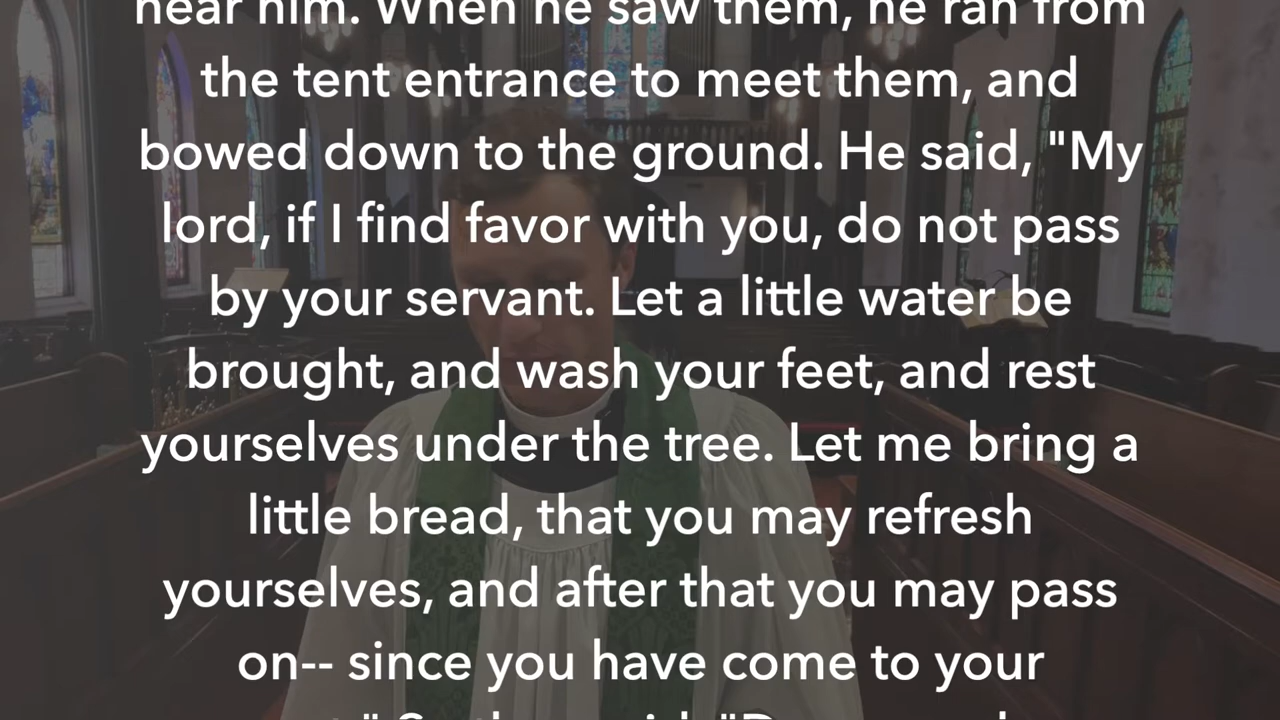 near him. When he saw them, he ran from
the tent entrance to meet them, and
bowed down to the ground. He said, "My
lord, if I find favor with you, do not pass
by your servant. Let a little water be
brought, and wash your feet, and rest
yourselves under the tree. Let me bring a
little bread, that you may refresh
yourselves, and after that you may pass
on-- since you have come to your